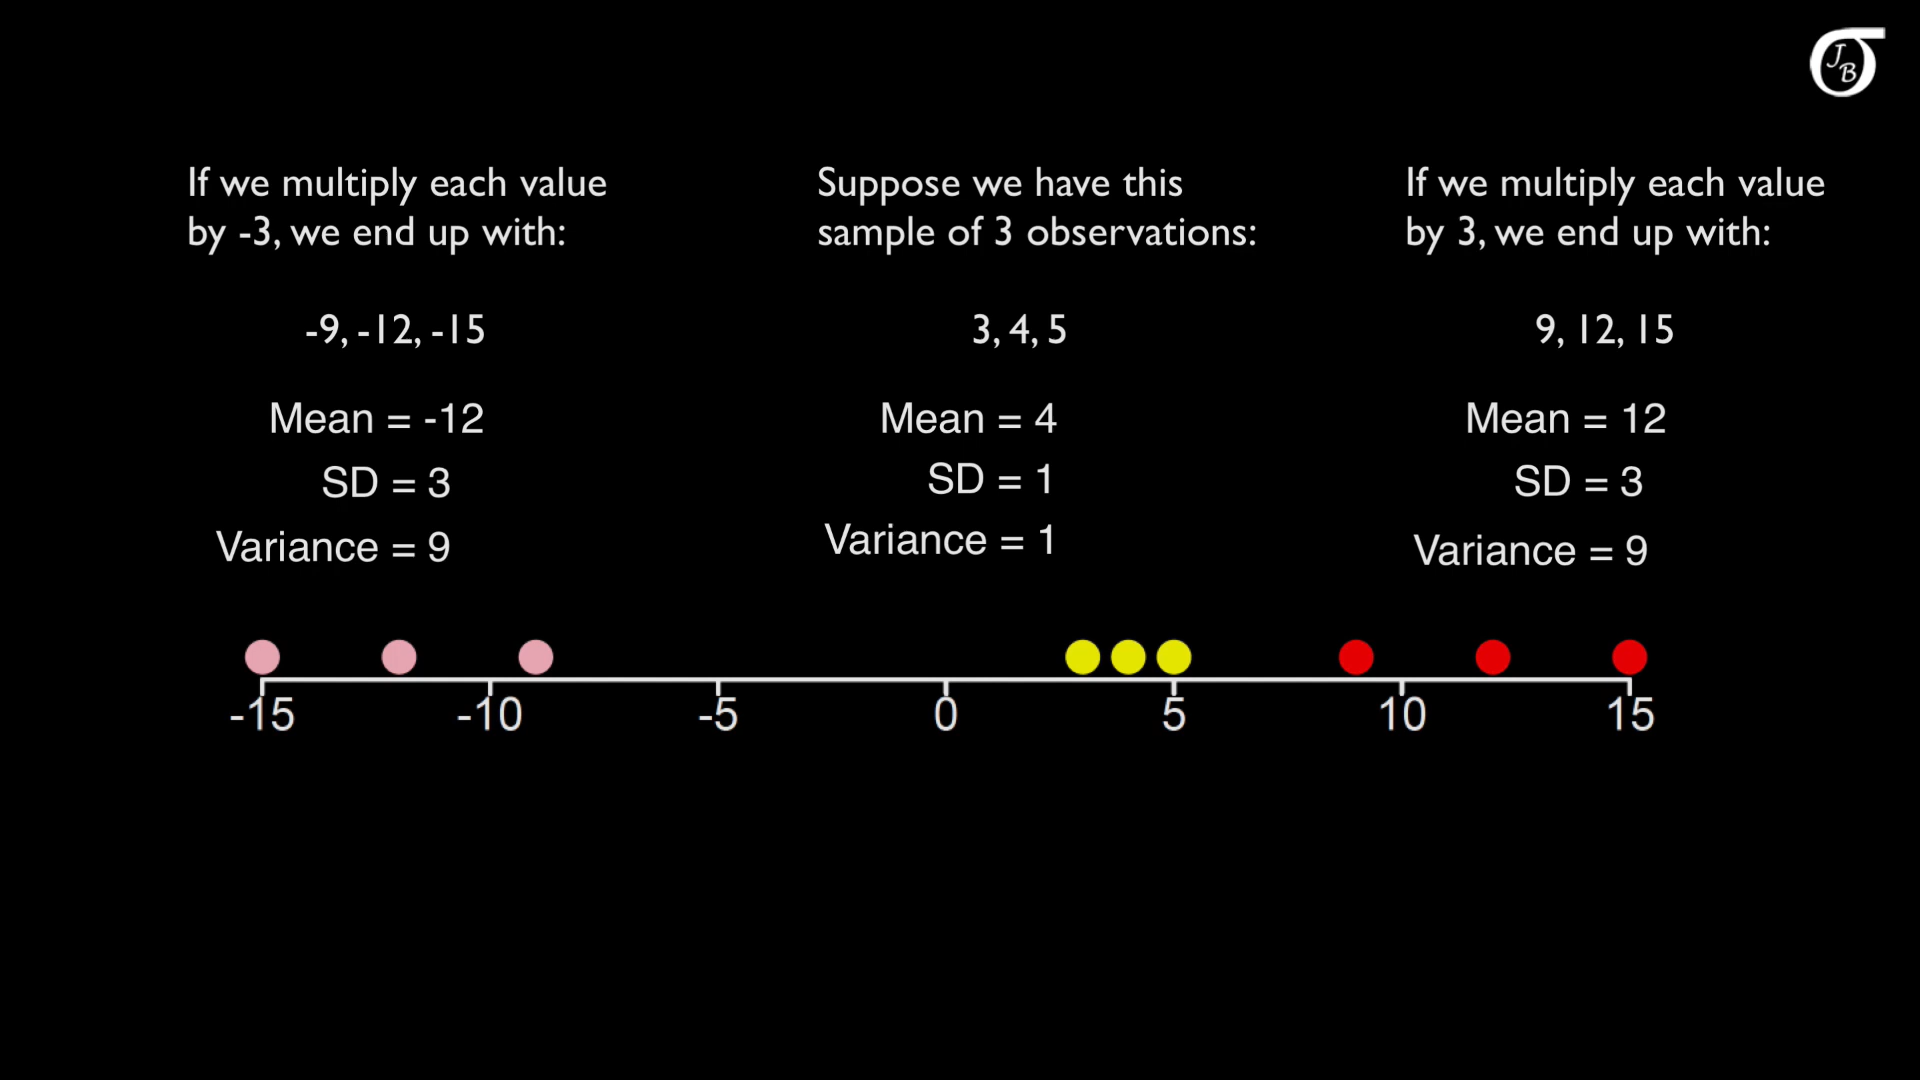 JB
If we multiply each value
by -3, we end up with:
-9, -12, -15
Mean = -12
SD = 3
Variance = 9
Suppose we have this
sample of 3 observations:
3, 4, 5
Mean = 4
SD = 1
Variance = 1
If we multiply each value
by 3, we end up with:
9, 12, 15
Mean = 12
SD = 3
Variance = 9
-15 -10 -5 0 5 10 15